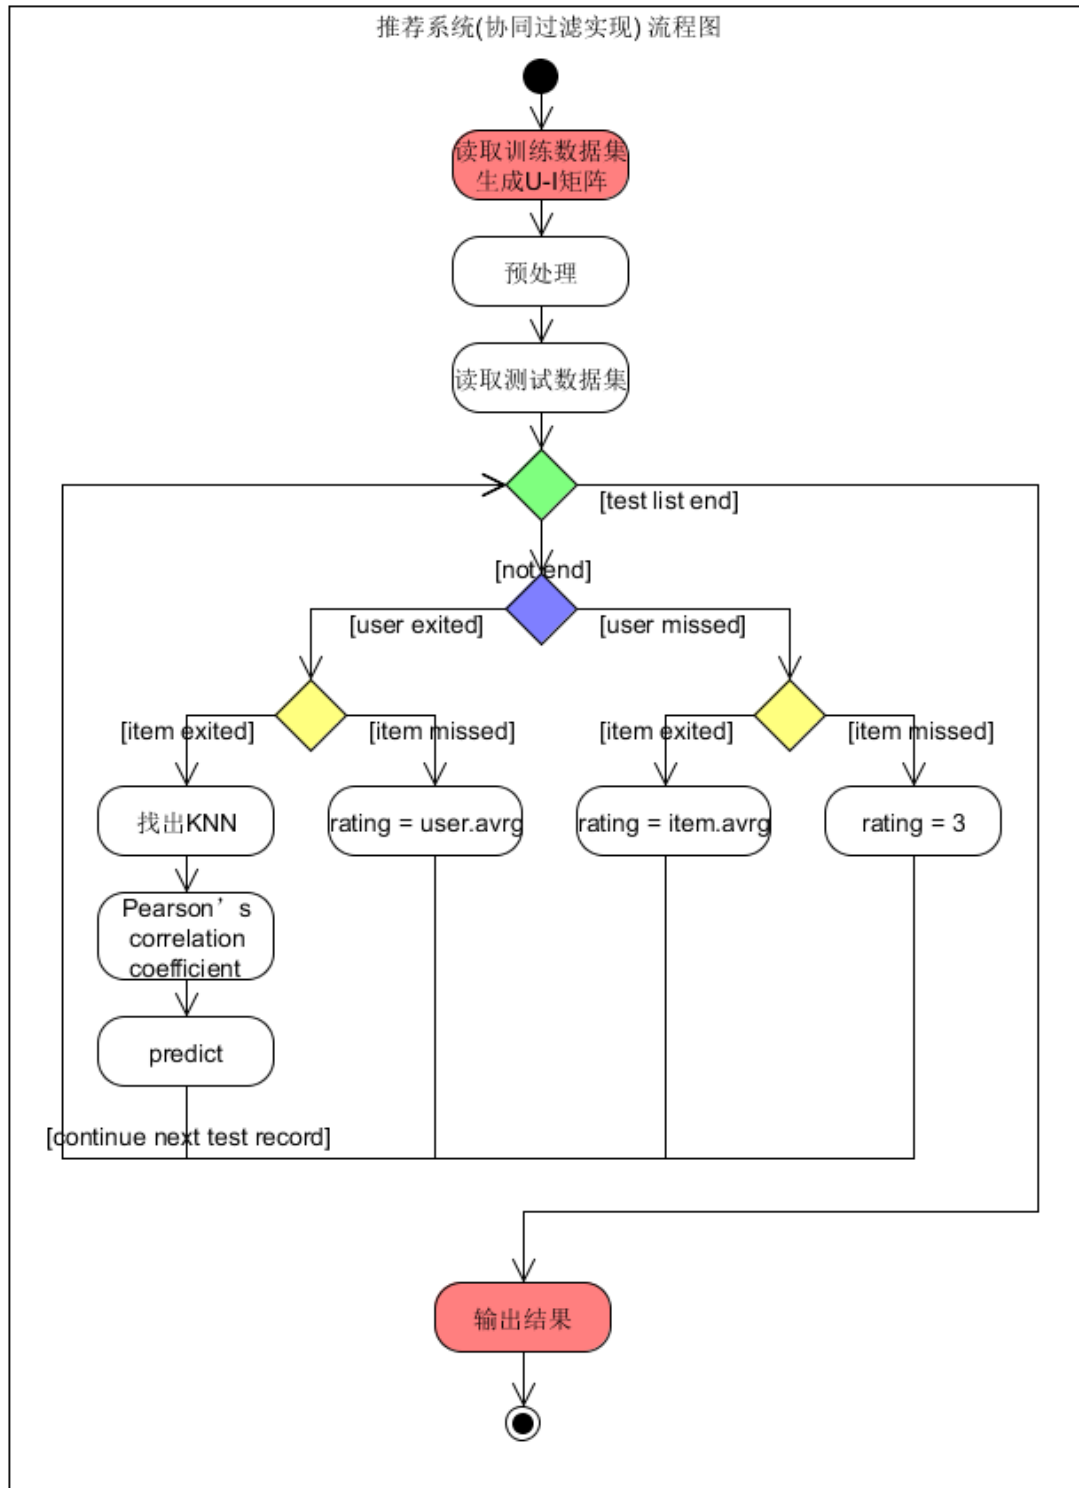 推荐系统(协同过滤实现) 流程图
读取训练数据集
生成U-I矩阵
预处理
读取测试数据集
[test list end]
[not end]
[user exited]
[user missed]
[item exited]
[item missed]
[item exited]
[item missed]
找出KNN
rating = user.avrg
rating = item.avrg
rating = 3
Pearson’s
correlation
coefficient
predict
[continue next test record]
输出结果